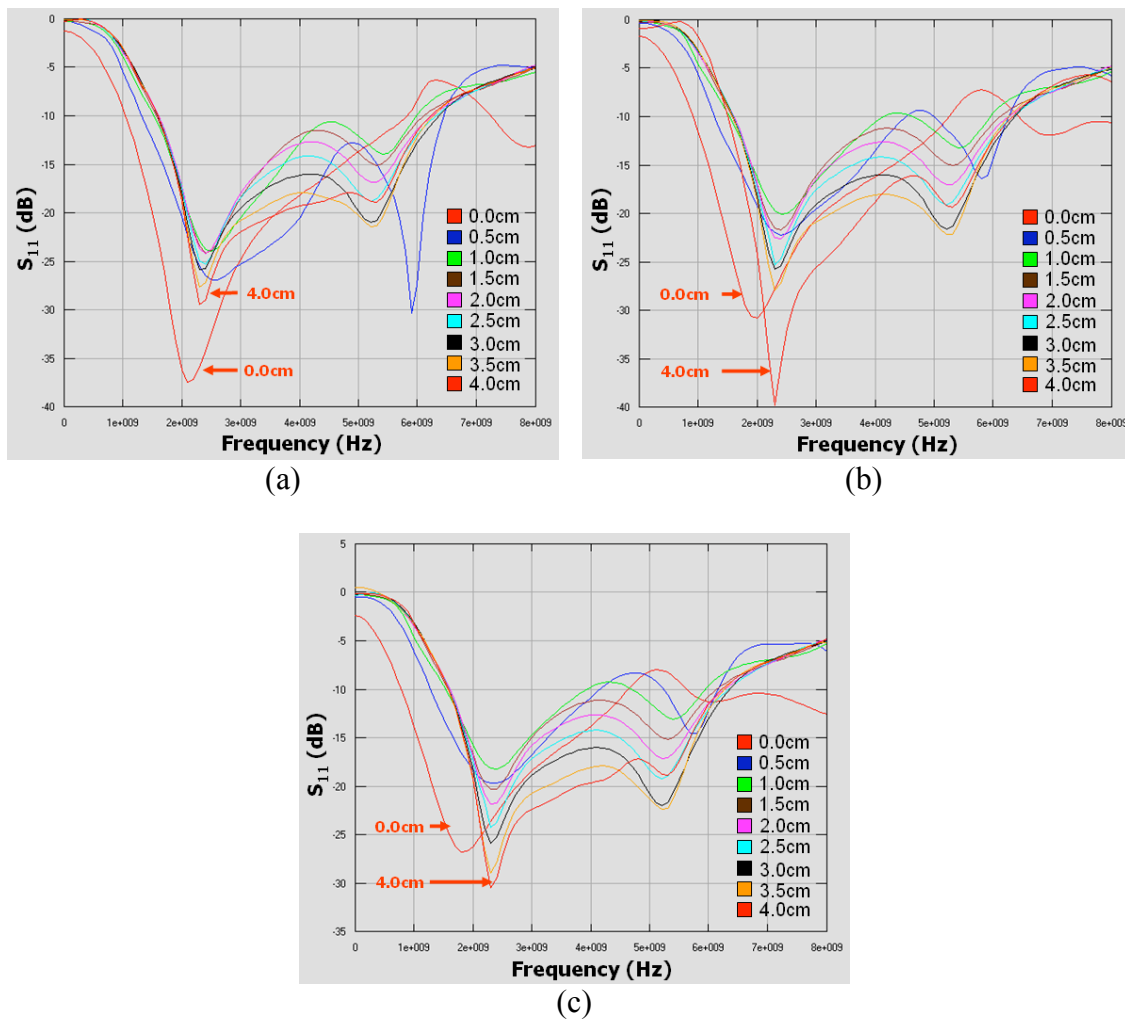 0
-5
-10
-15
-20
-25
-30
-35
-40
S11 (dB)
0.0cm
0.5cm
1.0cm
1.5cm
2.0cm
2.5cm
3.0cm
3.5cm
4.0cm
4.0cm
0.0cm
0 1e+009 2e+009 3e+009 4e+009 5e+009 6e+009 7e+009 8e+009
Frequency (Hz)
(a)
0
-5
-10
-15
-20
-25
-30
-35
-40
S11 (dB)
0.0cm
0.5cm
1.0cm
1.5cm
2.0cm
2.5cm
3.0cm
3.5cm
4.0cm
0.0cm
4.0cm
0 1e+009 2e+009 3e+009 4e+009 5e+009 6e+009 7e+009 8e+009
Frequency (Hz)
(b)
5
0
-5
-10
-15
-20
-25
-30
-35
S11 (dB)
0.0cm
0.5cm
1.0cm
1.5cm
2.0cm
2.5cm
3.0cm
3.5cm
4.0cm
0.0cm
4.0cm
0 1e+009 2e+009 3e+009 4e+009 5e+009 6e+009 7e+009 8e+009
Frequency (Hz)
(c)